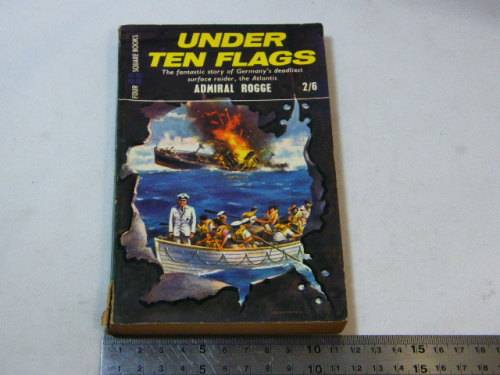 UNDER
TEN FLAGS
The fantastic story of Germany's deadliest
surface raider, the Atlantis
ADMIRAL ROGGE 2/6
FOUR SQUARE BOOKS
1 2 3 4 5 6 7 8 9 10 11 12 13 14 15 16 17 18